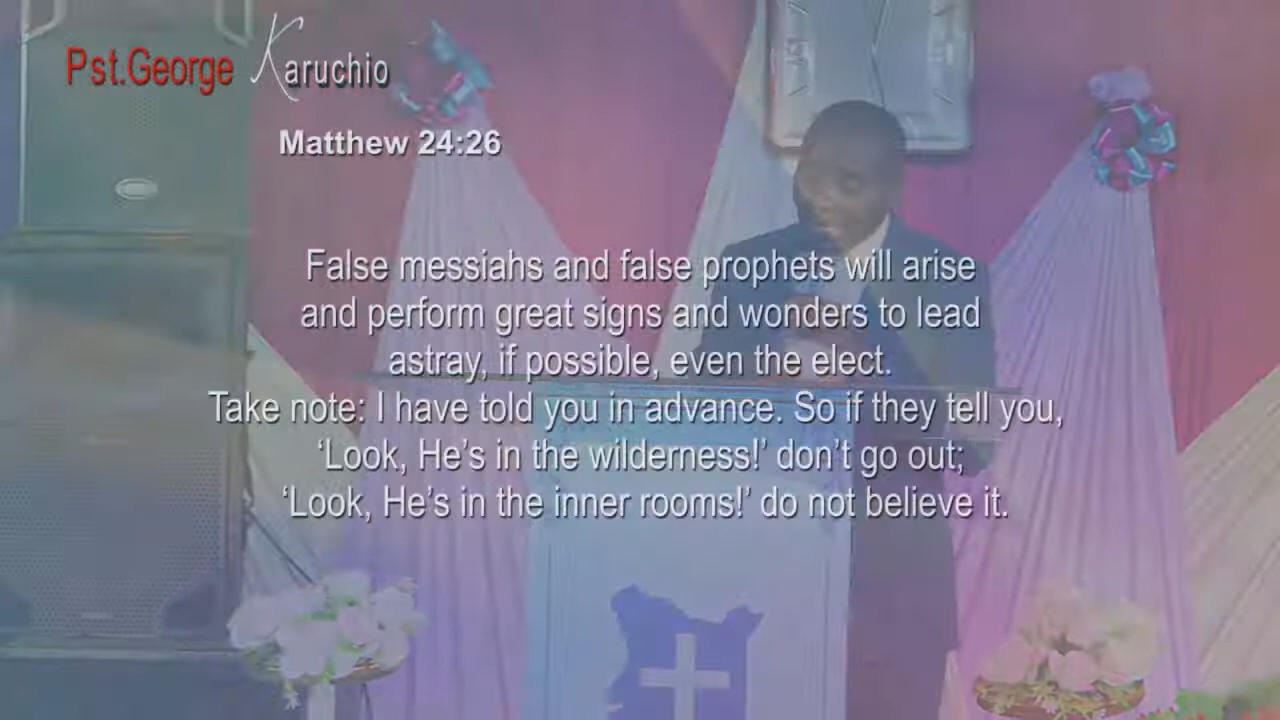 Pst.George Karuchio
Matthew 24:26
False messiahs and false prophets will arise
and perform great signs and wonders to lead
astray, if possible, even the elect.
Take note: I have told you in advance. So if they tell you,
‘Look, He’s in the wilderness!’ don’t go out;
‘Look, He’s in the inner rooms!’ do not believe it.